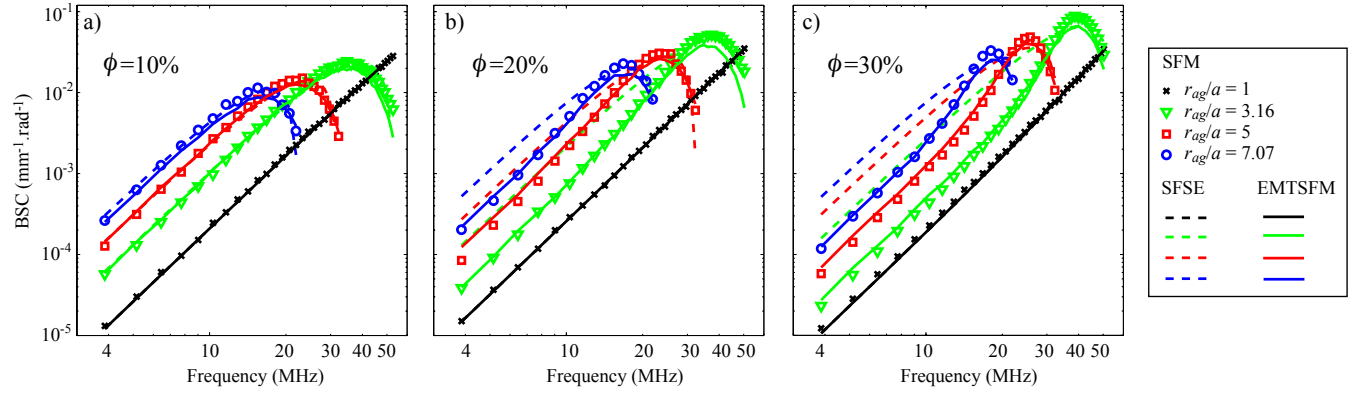 a)
ϕ=10%
b)
ϕ=20%
c)
ϕ=30%
BSC (mm⁻¹.rad⁻¹)
10⁻¹
10⁻²
10⁻³
10⁻⁴
10⁻⁵
4 10 20 30 40 50
4 10 20 30 40 50
4 10 20 30 40 50
Frequency (MHz)
Frequency (MHz)
Frequency (MHz)
SFM
r_ag/a = 1
r_ag/a = 3.16
r_ag/a = 5
r_ag/a = 7.07
SFSE EMTSFM